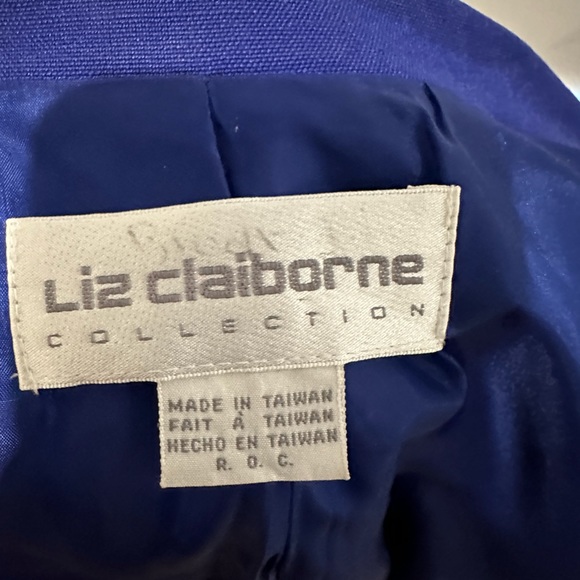 Liz claiborne
COLLECTION
MADE IN TAIWAN
FAIT À TAIWAN
HECHO EN TAIWAN
R. O. C.